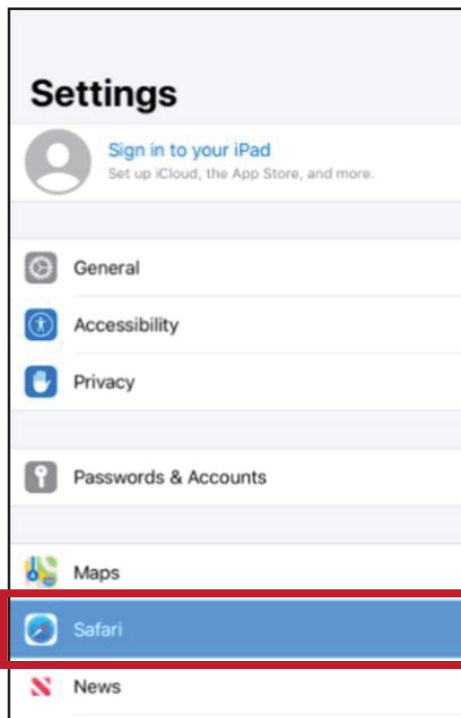 Settings
Sign in to your iPad
Set up iCloud, the App Store, and more.
General
Accessibility
Privacy
Passwords & Accounts
Maps
Safari
News